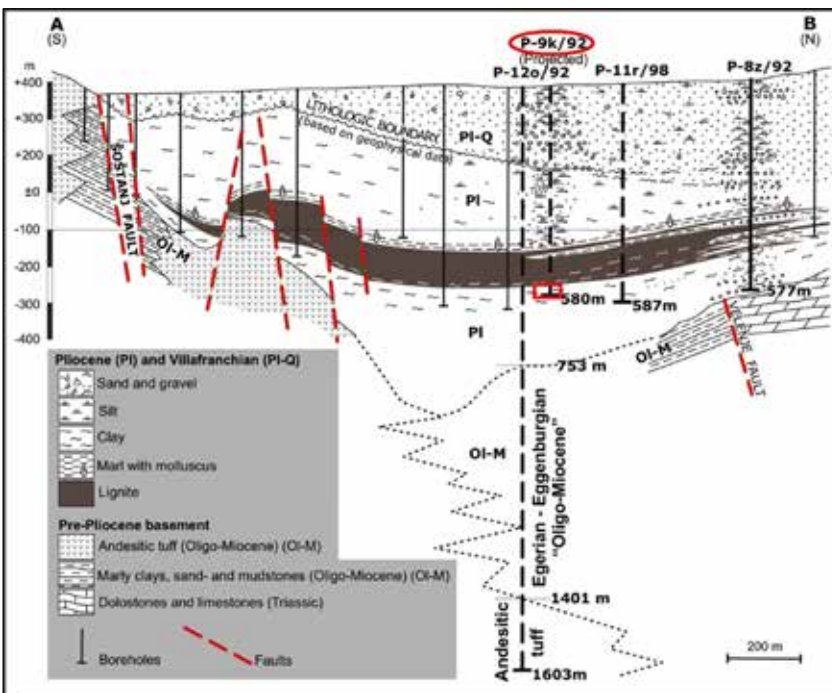 A
(S)
B
(N)
P-9k/92
(Projected)
P-12o/92
P-11r/98
P-8z/92
m
+400
+300
+200
+100
±0
-100
-200
-300
-400
LITHOLOGIC BOUNDARY
(based on geophysical data)
Pl-Q
Pl
ŠOŠTANJ FAULT
Ol-M
580m
587m
577m
Pl
Ol-M
VELENJE FAULT
753 m
Ol-M
Egerian - Eggenburgian
"Oligo-Miocene"
1401 m
Andesitic
tuff
1603m
200 m
Pliocene (Pl) and Villafranchian (Pl-Q)
Sand and gravel
Silt
Clay
Marl with molluscus
Lignite
Pre-Pliocene basement
Andesitic tuff (Oligo-Miocene) (Ol-M)
Marly clays, sand- and mudstones (Oligo-Miocene) (Ol-M)
Dolostones and limestones (Triassic)
Boreholes
Faults